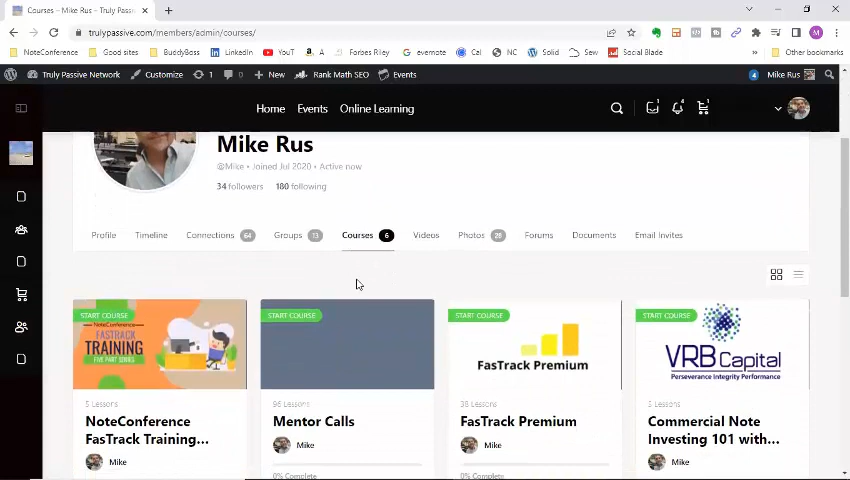 Courses – Mike Rus – Truly Passive
trulypassive.com/members/admin/courses/
NoteConference Good sites BuddyBoss LinkedIn YouT A Forbes Riley evernote Cal NC Solid Sew Social Blade Other bookmarks
Truly Passive Network Customize 1 0 New Rank Math SEO Events 4 Mike Rus
Home Events Online Learning
Mike Rus
@Mike • Joined Jul 2020 • Active now
34 followers 180 following
Profile Timeline Connections 64 Groups 13 Courses 6 Videos Photos 28 Forums Documents Email Invites
START COURSE START COURSE START COURSE START COURSE
NoteConference
FASTRACK
TRAINING
FIVE PART SERIES
FasTrack Premium
VRB Capital
Perseverance Integrity Performance
5 Lessons 96 Lessons 38 Lessons 5 Lessons
NoteConference Mentor Calls FasTrack Premium Commercial Note
FasTrack Training... Investing 101 with...
Mike Mike Mike Mike
0% Complete 0% Complete